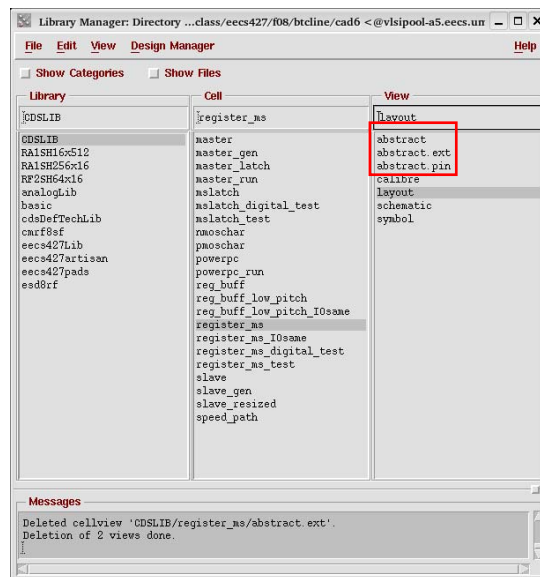 Library Manager: Directory ...class/eecs427/f08/btcline/cad6 <@vlsipool-a5.eecs.un
File Edit View Design Manager Help
Show Categories Show Files
Library
CDSLIB
CDSLIB
RA1SH16x512
RA1SH256x16
RF2SH64x16
analogLib
basic
cdsDefTechLib
cmrf8sf
eecs427Lib
eecs427artisan
eecs427pads
esd8rf
Cell
register_ms
master
master_gen
master_latch
master_run
mslatch
mslatch_digital_test
mslatch_test
nmoschar
pmoschar
powerpc
powerpc_run
reg_buff
reg_buff_low_pitch
reg_buff_low_pitch_IOsame
register_ms
register_ms_IOsame
register_ms_digital_test
register_ms_test
slave
slave_gen
slave_resized
speed_path
View
layout
abstract
abstract.ext
abstract.pin
calibre
layout
schematic
symbol
Messages
Deleted cellview 'CDSLIB/register_ms/abstract.ext'.
Deletion of 2 views done.